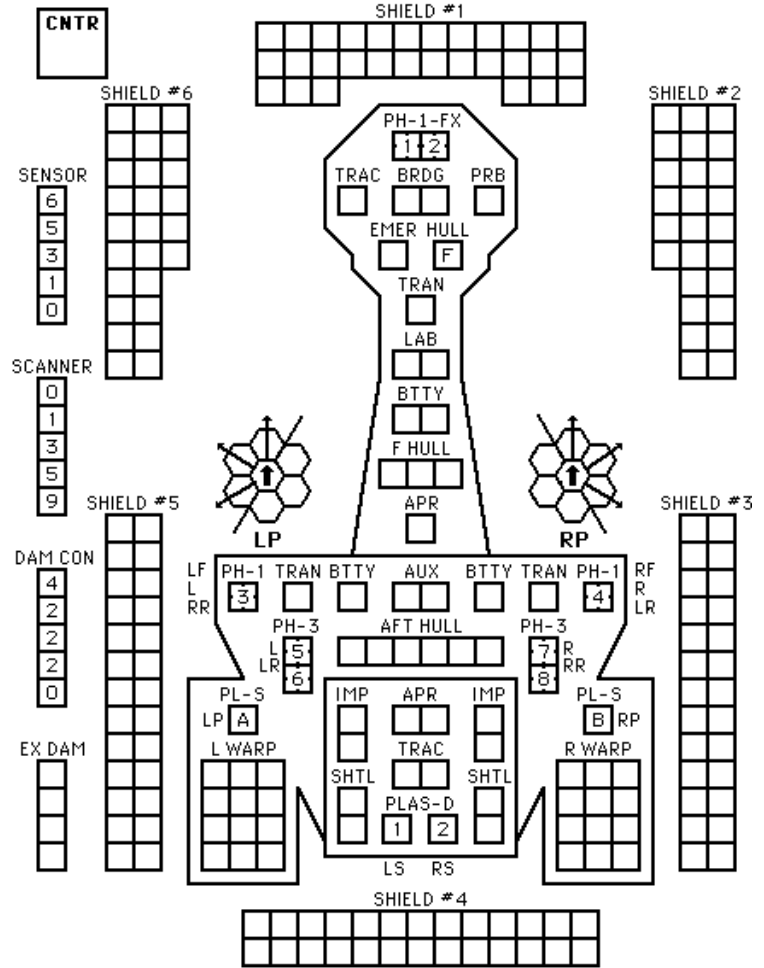 CNTR
SHIELD #1
SHIELD #6
SHIELD #2
PH-1-FX
1 2
TRAC BRDG PRB
SENSOR
6
5
3
1
0
EMER HULL
F
TRAN
LAB
SCANNER
0
1
3
5
9
BTTY
F HULL
LP
RP
APR
SHIELD #5
SHIELD #3
DAM CON
4
2
2
2
0
LF
L
RR
PH-1 TRAN BTTY AUX BTTY TRAN PH-1
3
4
RF
R
LR
PH-3
L 5
LR 6
AFT HULL
PH-3
7 R
8 RR
PL-S
LP A
IMP APR IMP
PL-S
B RP
EX DAM
L WARP
TRAC
R WARP
SHTL
SHTL
PLAS-D
1 2
LS RS
SHIELD #4